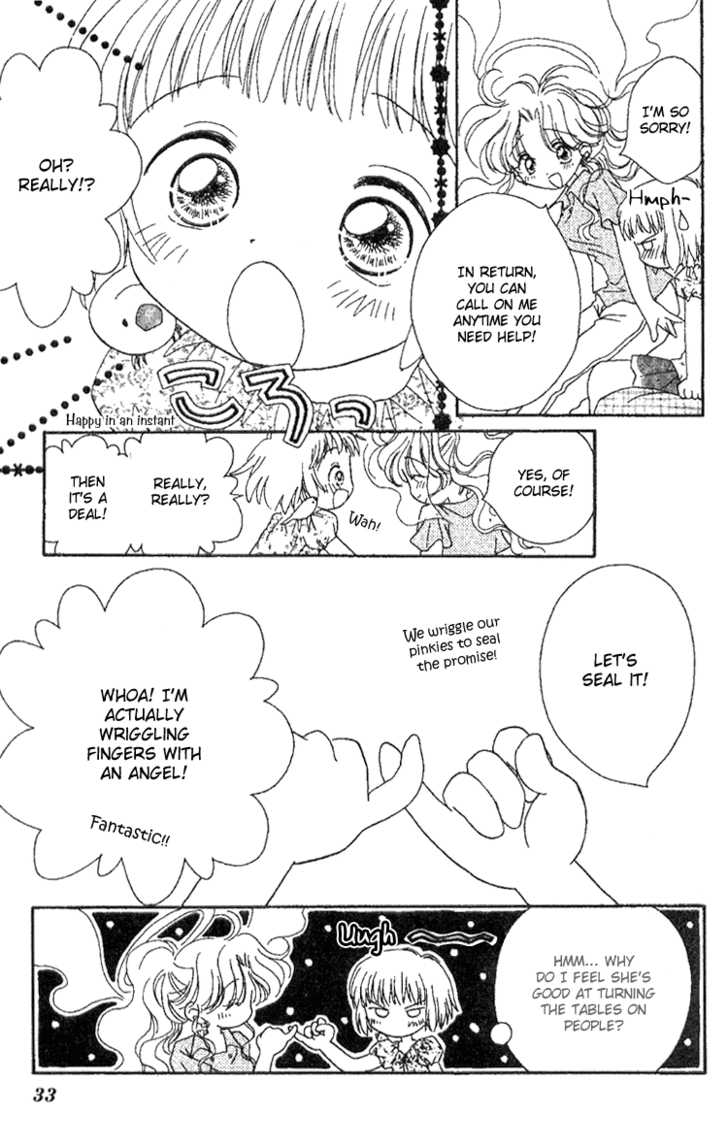 I'M SO
SORRY!
Hmph-
IN RETURN,
YOU CAN
CALL ON ME
ANYTIME YOU
NEED HELP!
OH?
REALLY!?
ころっ
Happy in an instant
YES, OF
COURSE!
Wah!
REALLY,
REALLY?
THEN
IT'S A
DEAL!
LET'S
SEAL IT!
We wriggle our
pinkies to seal
the promise!
WHOA! I'M
ACTUALLY
WRIGGLING
FINGERS WITH
AN ANGEL!
Fantastic!!
HMM... WHY
DO I FEEL SHE'S
GOOD AT TURNING
THE TABLES ON
PEOPLE?
Uugh
33